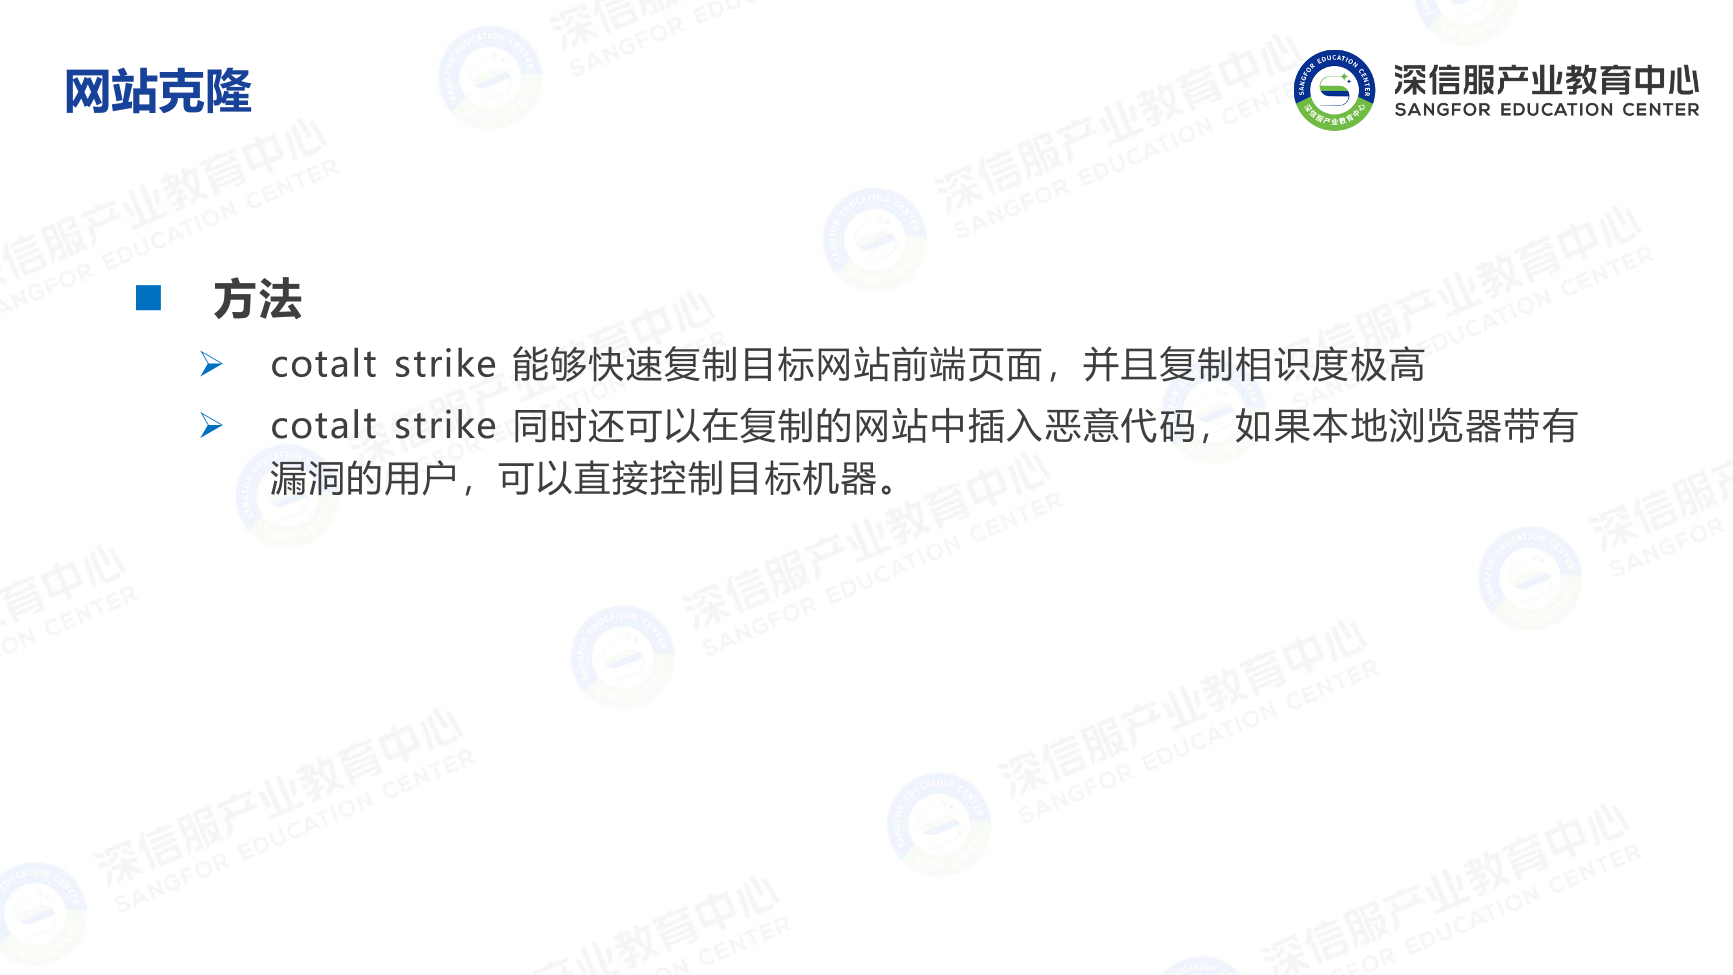 网站克隆
深信服产业教育中心
SANGFOR EDUCATION CENTER
方法
cotalt strike 能够快速复制目标网站前端页面，并且复制相识度极高
cotalt strike 同时还可以在复制的网站中插入恶意代码，如果本地浏览器带有
漏洞的用户，可以直接控制目标机器。